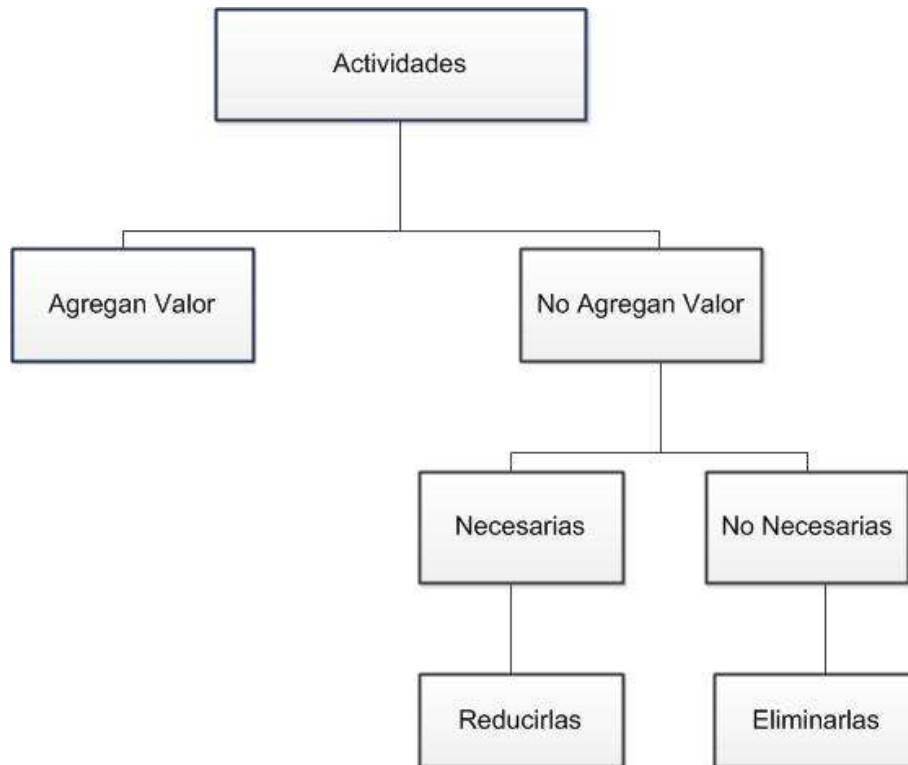 Actividades
Agregan Valor
No Agregan Valor
Necesarias
No Necesarias
Reducirlas
Eliminarlas